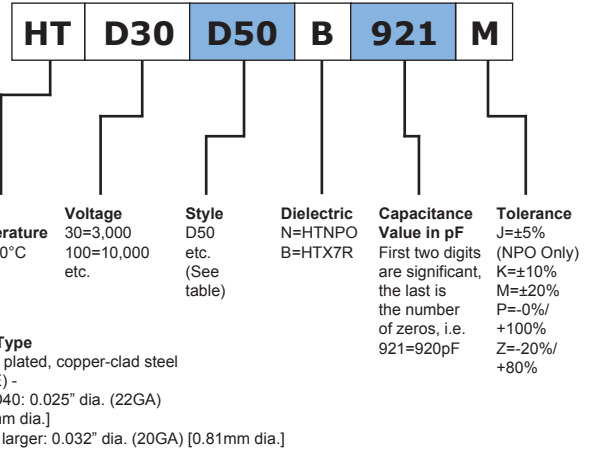 HT D30 D50 B 921 M
Voltage
30=3,000
100=10,000
etc.
Style
D50
etc.
(See
table)
Dielectric
N=HTNPO
B=HTX7R
Capacitance
Value in pF
First two digits
are significant,
the last is
the number
of zeros, i.e.
921=920pF
Tolerance
J=±5%
(NPO Only)
K=±10%
M=±20%
P=-0%/
+100%
Z=-20%/
+80%
erature
0°C
Type
plated, copper-clad steel
E) -
040: 0.025” dia. (22GA)
m dia.]
larger: 0.032” dia. (20GA) [0.81mm dia.]